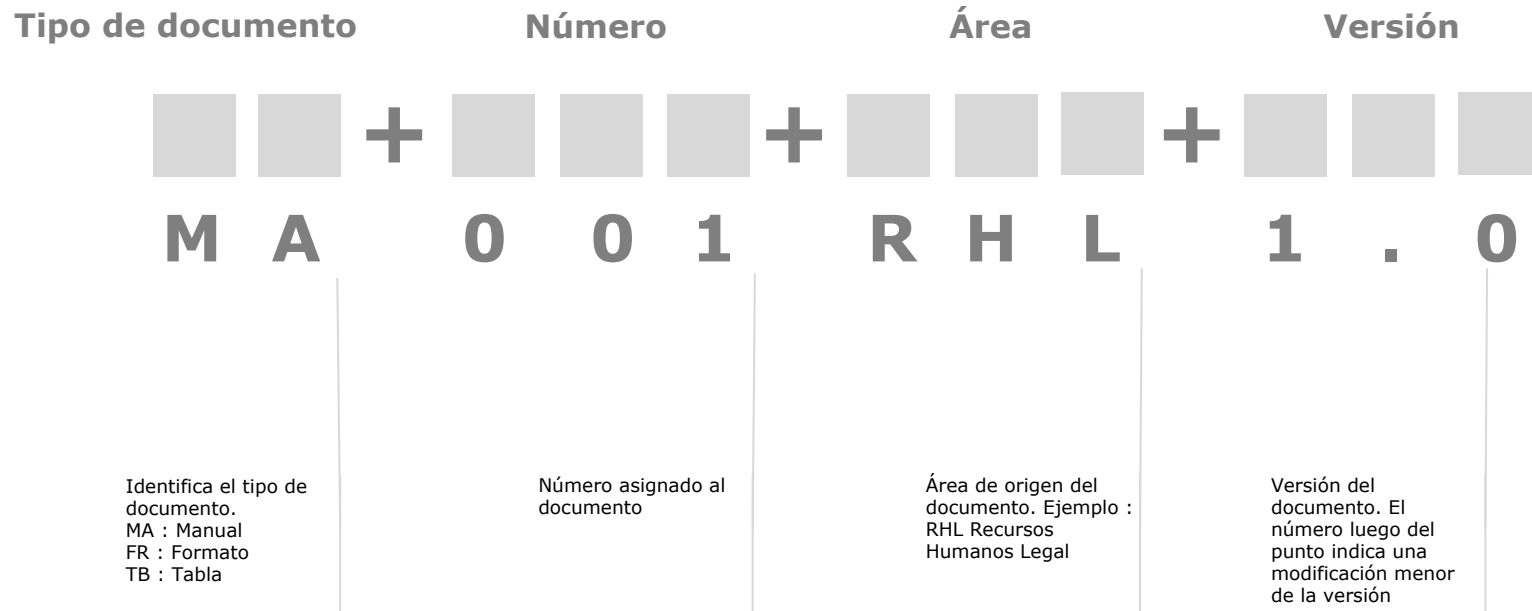 Tipo de documento Número Área Versión
+ + +
M A 0 0 1 R H L 1 . 0
Identifica el tipo de
documento.
MA : Manual
FR : Formato
TB : Tabla
Número asignado al
documento
Área de origen del
documento. Ejemplo :
RHL Recursos
Humanos Legal
Versión del
documento. El
número luego del
punto indica una
modificación menor
de la versión